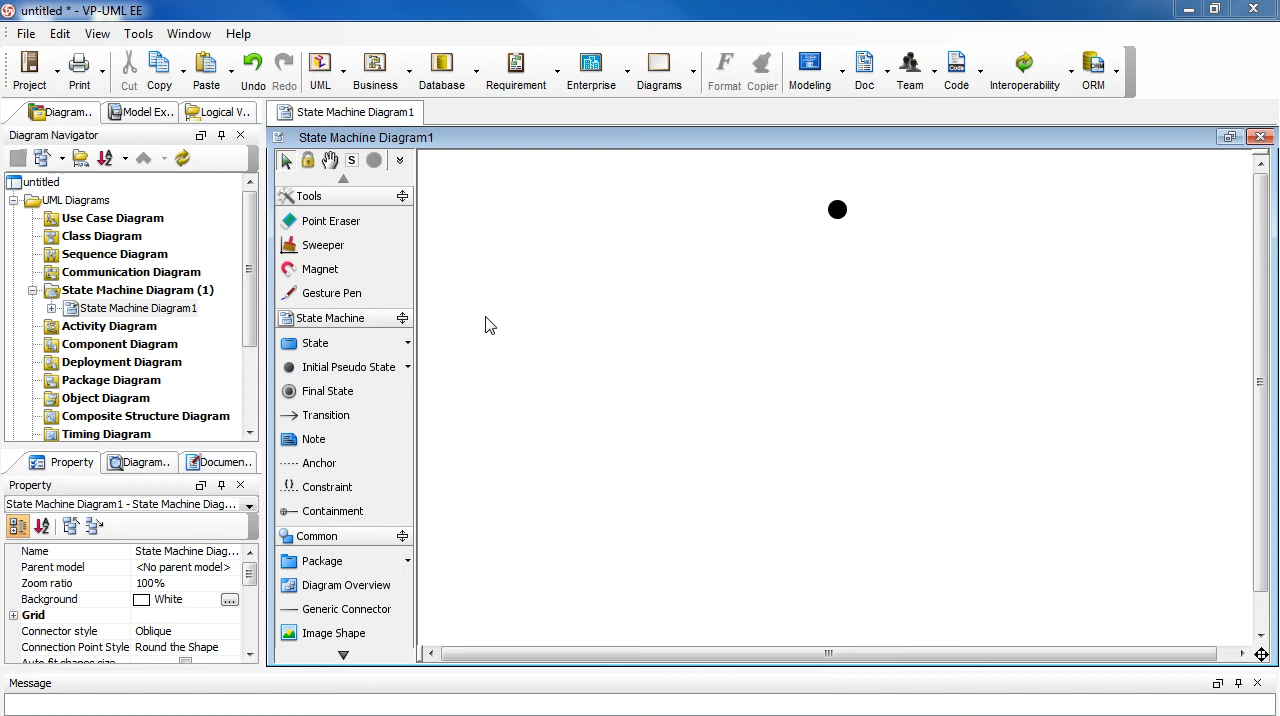 untitled * - VP-UML EE
File Edit View Tools Window Help
Project Print Cut Copy Paste Undo Redo UML Business Database Requirement Enterprise Diagrams Format Copier Modeling Doc Team Code Interoperability ORM
Diagram.. Model Ex.. Logical V.. State Machine Diagram1
Diagram Navigator
State Machine Diagram1
untitled
UML Diagrams
Use Case Diagram
Class Diagram
Sequence Diagram
Communication Diagram
State Machine Diagram (1)
State Machine Diagram1
Activity Diagram
Component Diagram
Deployment Diagram
Package Diagram
Object Diagram
Composite Structure Diagram
Timing Diagram
S
Tools
Point Eraser
Sweeper
Magnet
Gesture Pen
State Machine
State
Initial Pseudo State
Final State
Transition
Note
Anchor
Constraint
Containment
Common
Package
Diagram Overview
Generic Connector
Image Shape
Property Diagram.. Documen..
Property
State Machine Diagram1 - State Machine Diag...
Name State Machine Diag...
Parent model <No parent model>
Zoom ratio 100%
Background White ...
Grid
Connector style Oblique
Connection Point Style Round the Shape
Auto fit shapes size
Message